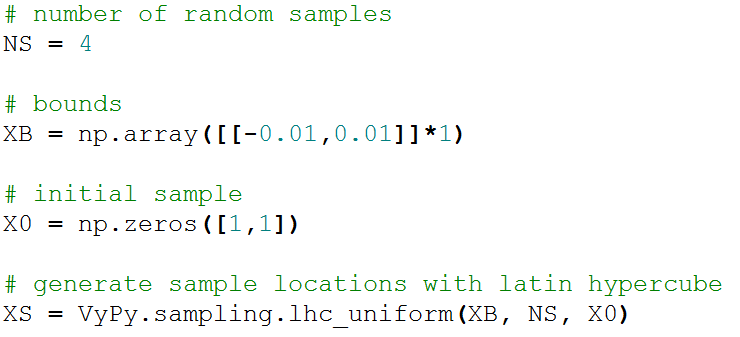 # number of random samples
NS = 4
# bounds
XB = np.array([[-0.01,0.01]]*1)
# initial sample
X0 = np.zeros([1,1])
# generate sample locations with latin hypercube
XS = VyPy.sampling.lhc_uniform(XB, NS, X0)